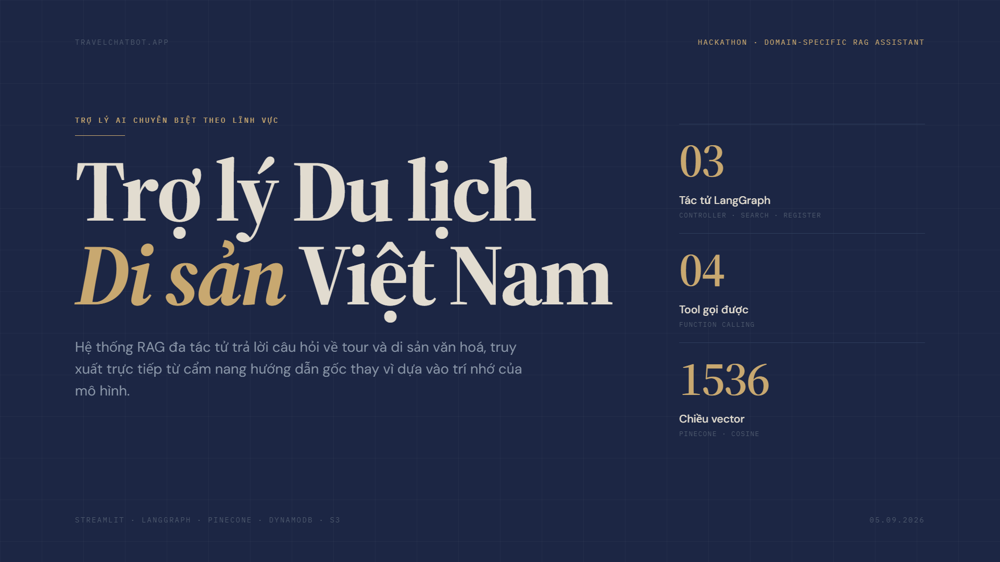 TRAVELCHATBOT.APP
HACKATHON · DOMAIN-SPECIFIC RAG ASSISTANT
TRỢ LÝ AI CHUYÊN BIỆT THEO LĨNH VỰC
Trợ lý Du lịch
Di sản Việt Nam
Hệ thống RAG đa tác tử trả lời câu hỏi về tour và di sản văn hoá, truy
xuất trực tiếp từ cẩm nang hướng dẫn gốc thay vì dựa vào trí nhớ của
mô hình.
03
Tác tử LangGraph
CONTROLLER · SEARCH · REGISTER
04
Tool gọi được
FUNCTION CALLING
1536
Chiều vector
PINECONE · COSINE
STREAMLIT · LANGGRAPH · PINECONE · DYNAMODB · S3
05.09.2026